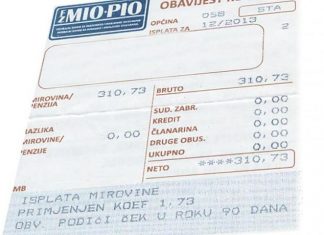 MIO·PIO
OBAVIJEST
OPĆINA 058 STA
ISPLATA ZA 12/2013 2
MIROVINA/ 310,73 BRUTO 310,73
PENZIJE
SUD. ZABR. 0,00
KREDIT 0,00
RAZLIKA ČLANARINA 0,00
MIROVINE/ 0,00 DRUGE OBUS. 0,00
PENZIJE UKUPNO 0,00
NETO ****310,73
MB
ISPLATA MIROVINE
PRIMJENJEN KOEF 1,73
OBV. PODIĆI ČEK U ROKU 90 DANA